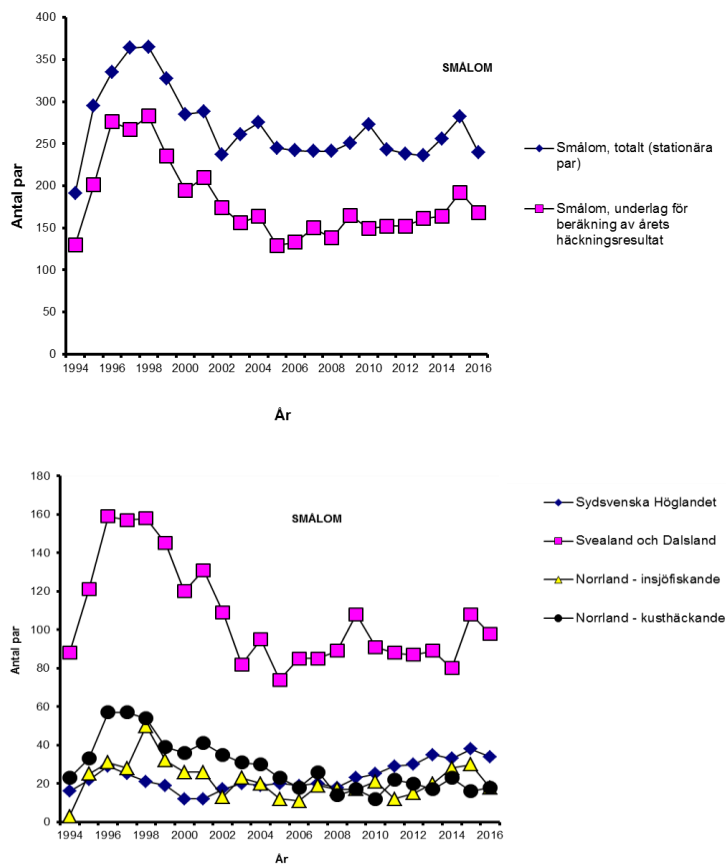 400
350
300
250
200
150
100
50
0
Antal par
SMÅLOM
1994 1996 1998 2000 2002 2004 2006 2008 2010 2012 2014 2016
År
Smålom, totalt (stationära
par)
Smålom, underlag för
beräkning av årets
häckningsresultat
180
160
140
120
100
80
60
40
20
0
Antal par
SMÅLOM
1994 1996 1998 2000 2002 2004 2006 2008 2010 2012 2014 2016
År
Sydsvenska Höglandet
Svealand och Dalsland
Norrland - insjöfiskande
Norrland - kusthäckande